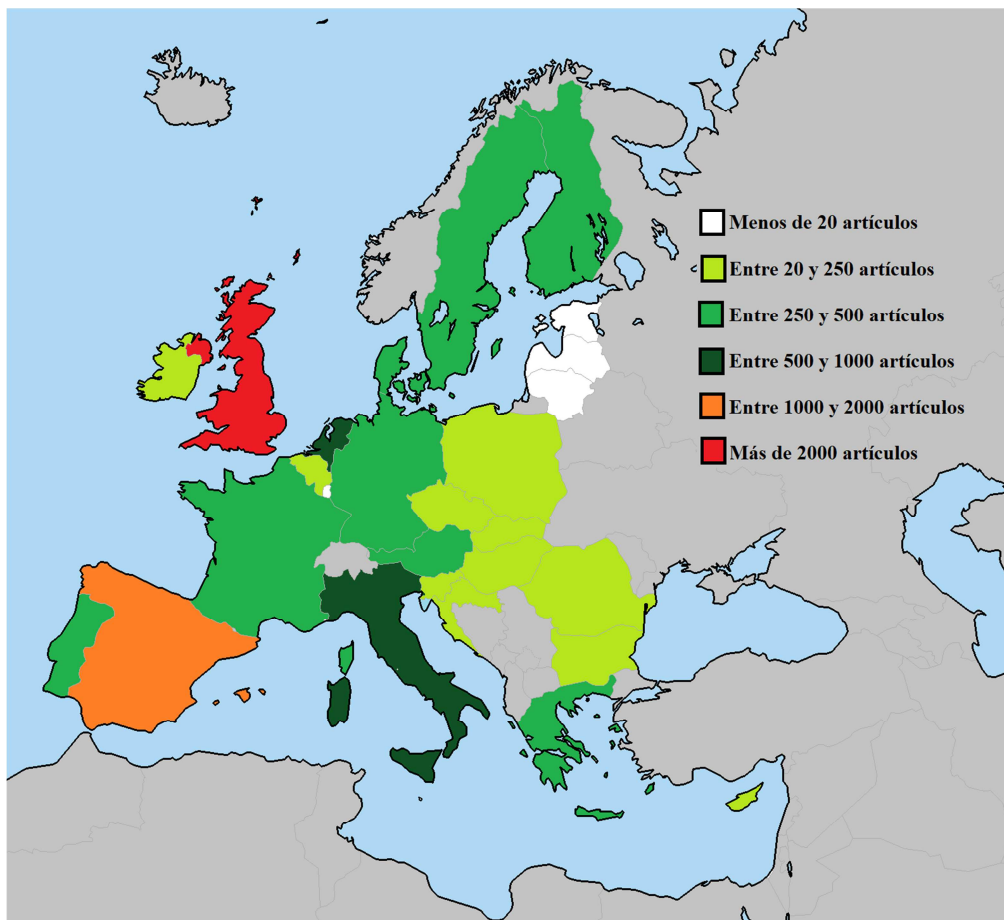 Menos de 20 artículos
Entre 20 y 250 artículos
Entre 250 y 500 artículos
Entre 500 y 1000 artículos
Entre 1000 y 2000 artículos
Más de 2000 artículos